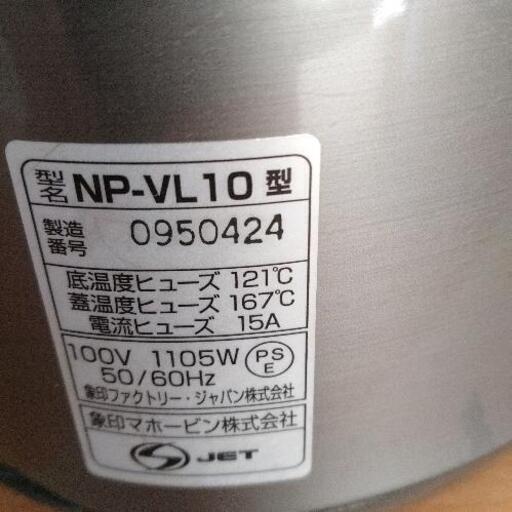 型名 NP-VL10 型
製造番号 0950424
底温度ヒューズ 121℃
蓋温度ヒューズ 167℃
電流ヒューズ 15A
100V 1105W
50/60Hz
PSE
象印ファクトリー・ジャパン株式会社
象印マホービン株式会社
JET